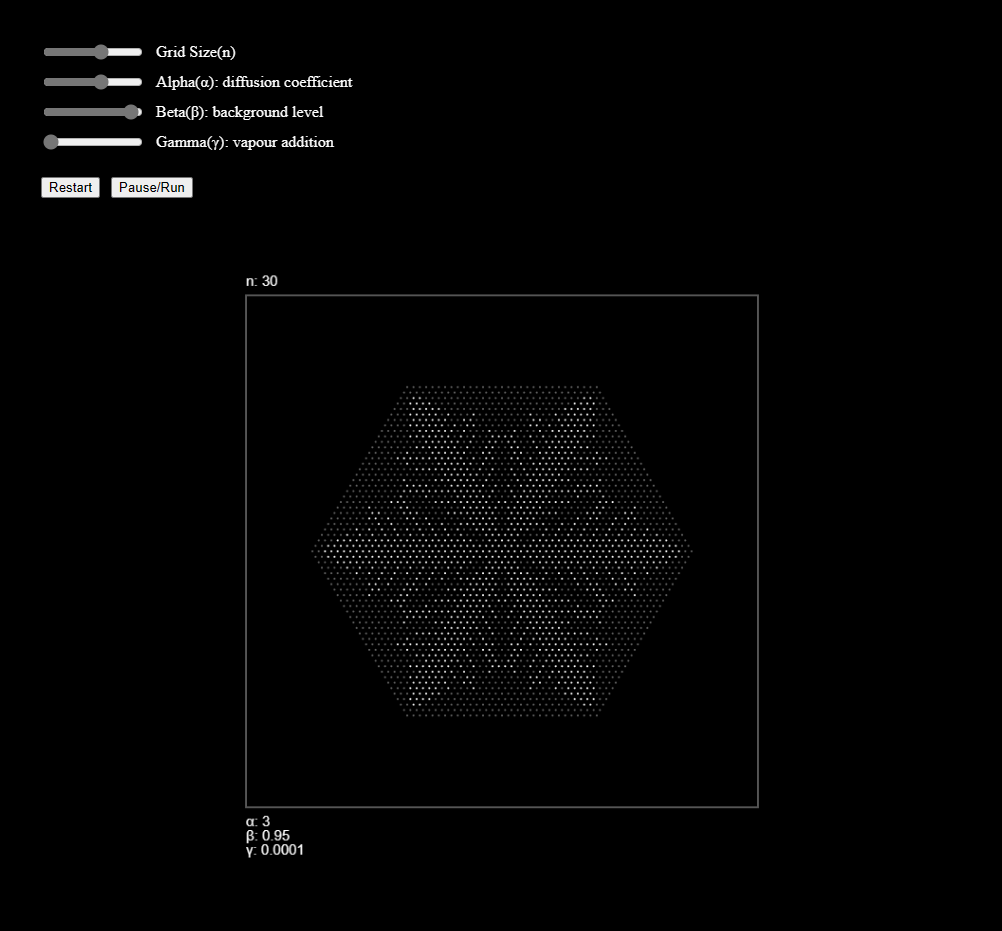 Grid Size(n)
Alpha(α): diffusion coefficient
Beta(β): background level
Gamma(γ): vapour addition
Restart Pause/Run
n: 30
α: 3
β: 0.95
γ: 0.0001